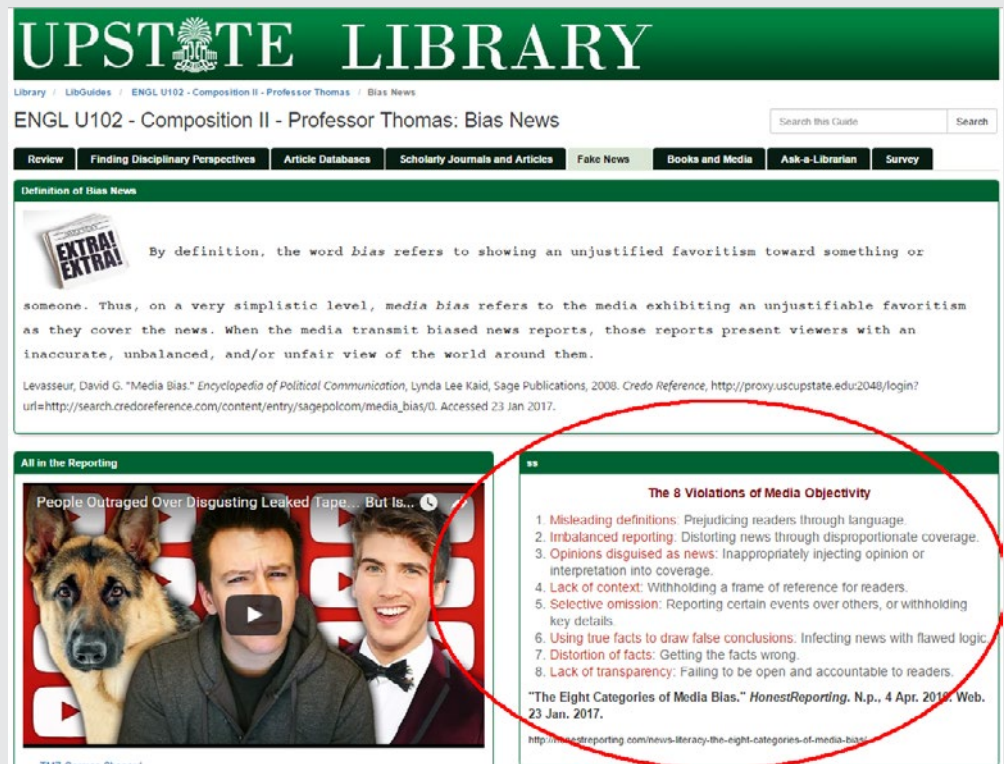 UPSTATE LIBRARY
Library / LibGuides / ENGL U102 - Composition II - Professor Thomas / Bias News
ENGL U102 - Composition II - Professor Thomas: Bias News
Search this Guide Search
Review Finding Disciplinary Perspectives Article Databases Scholarly Journals and Articles Fake News Books and Media Ask-a-Librarian Survey
Definition of Bias News
EXTRA!
EXTRA!
By definition, the word bias refers to showing an unjustified favoritism toward something or
someone. Thus, on a very simplistic level, media bias refers to the media exhibiting an unjustifiable favoritism
as they cover the news. When the media transmit biased news reports, those reports present viewers with an
inaccurate, unbalanced, and/or unfair view of the world around them.
Levasseur, David G. "Media Bias." Encyclopedia of Political Communication, Lynda Lee Kaid, Sage Publications, 2008. Credo Reference, http://proxy.uscupstate.edu:2048/login?
url=http://search.credoreference.com/content/entry/sagepolcom/media_bias/0. Accessed 23 Jan 2017.
All in the Reporting
People Outraged Over Disgusting Leaked Tape... But Is...
ss
The 8 Violations of Media Objectivity
1. Misleading definitions: Prejudicing readers through language.
2. Imbalanced reporting: Distorting news through disproportionate coverage.
3. Opinions disguised as news: Inappropriately injecting opinion or
interpretation into coverage.
4. Lack of context: Withholding a frame of reference for readers.
5. Selective omission: Reporting certain events over others, or withholding
key details.
6. Using true facts to draw false conclusions: Infecting news with flawed logic.
7. Distortion of facts: Getting the facts wrong.
8. Lack of transparency: Failing to be open and accountable to readers.
"The Eight Categories of Media Bias." HonestReporting. N.p., 4 Apr. Web.
23 Jan. 2017.
http://honestreporting.com/news-literacy-the-eight-categories-of-media-bias/